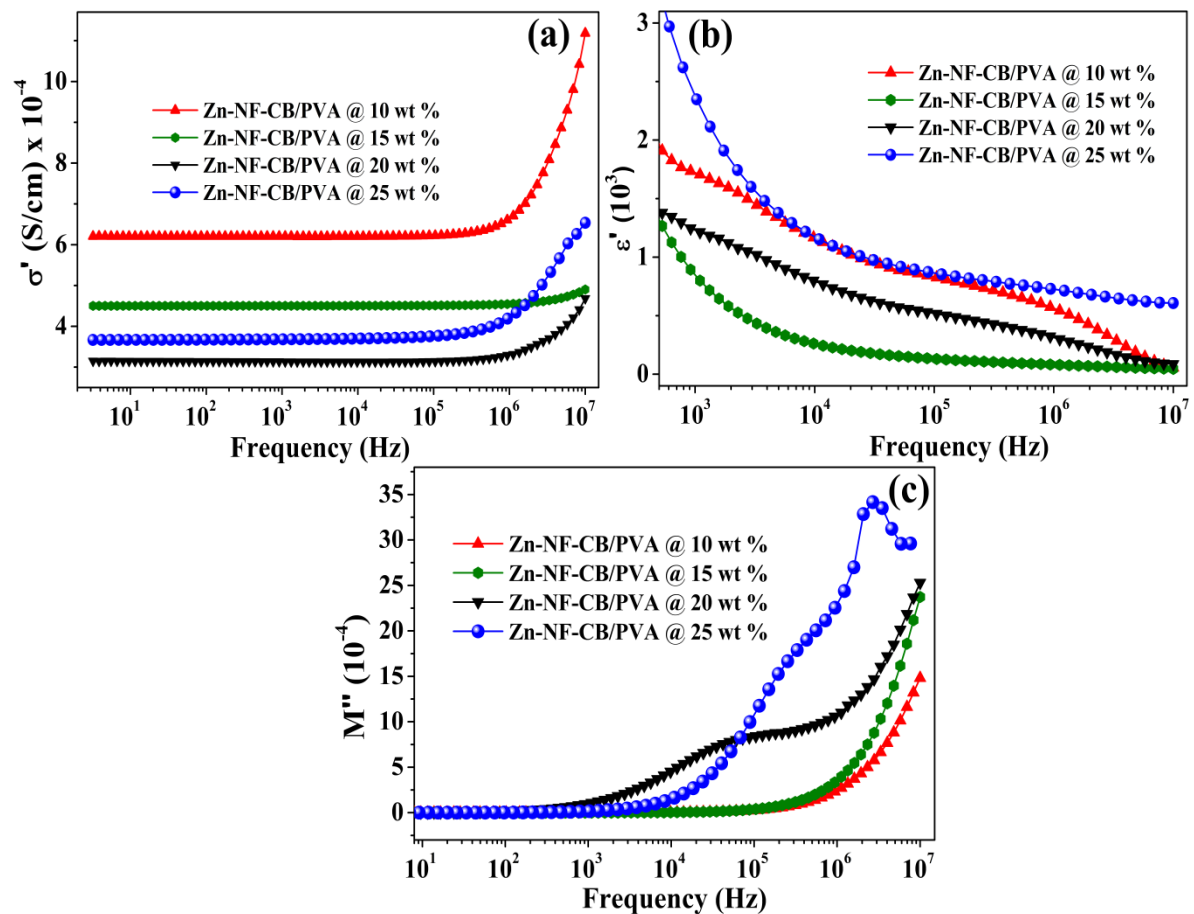 (a)
σ' (S/cm) x 10⁻⁴
10
8
6
4
Zn-NF-CB/PVA @ 10 wt %
Zn-NF-CB/PVA @ 15 wt %
Zn-NF-CB/PVA @ 20 wt %
Zn-NF-CB/PVA @ 25 wt %
10¹ 10² 10³ 10⁴ 10⁵ 10⁶ 10⁷
Frequency (Hz)
(b)
ε' (10³)
3
2
1
0
Zn-NF-CB/PVA @ 10 wt %
Zn-NF-CB/PVA @ 15 wt %
Zn-NF-CB/PVA @ 20 wt %
Zn-NF-CB/PVA @ 25 wt %
10³ 10⁴ 10⁵ 10⁶ 10⁷
Frequency (Hz)
(c)
M'' (10⁻⁴)
35
30
25
20
15
10
5
0
Zn-NF-CB/PVA @ 10 wt %
Zn-NF-CB/PVA @ 15 wt %
Zn-NF-CB/PVA @ 20 wt %
Zn-NF-CB/PVA @ 25 wt %
10¹ 10² 10³ 10⁴ 10⁵ 10⁶ 10⁷
Frequency (Hz)